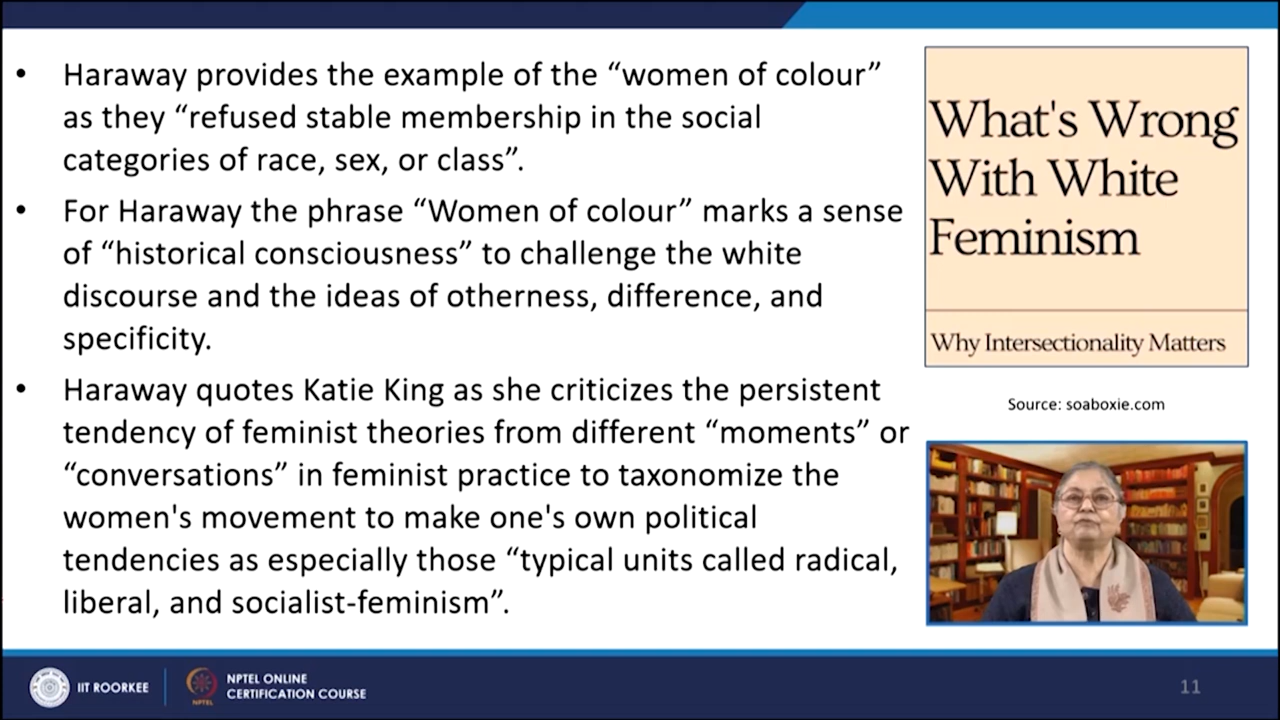 • Haraway provides the example of the “women of colour”
as they “refused stable membership in the social
categories of race, sex, or class”.
• For Haraway the phrase “Women of colour” marks a sense
of “historical consciousness” to challenge the white
discourse and the ideas of otherness, difference, and
specificity.
• Haraway quotes Katie King as she criticizes the persistent
tendency of feminist theories from different “moments” or
“conversations” in feminist practice to taxonomize the
women's movement to make one's own political
tendencies as especially those “typical units called radical,
liberal, and socialist-feminism”.
What's Wrong
With White
Feminism
Why Intersectionality Matters
Source: soaboxie.com
IIT ROORKEE
NPTEL
NPTEL ONLINE
CERTIFICATION COURSE
11